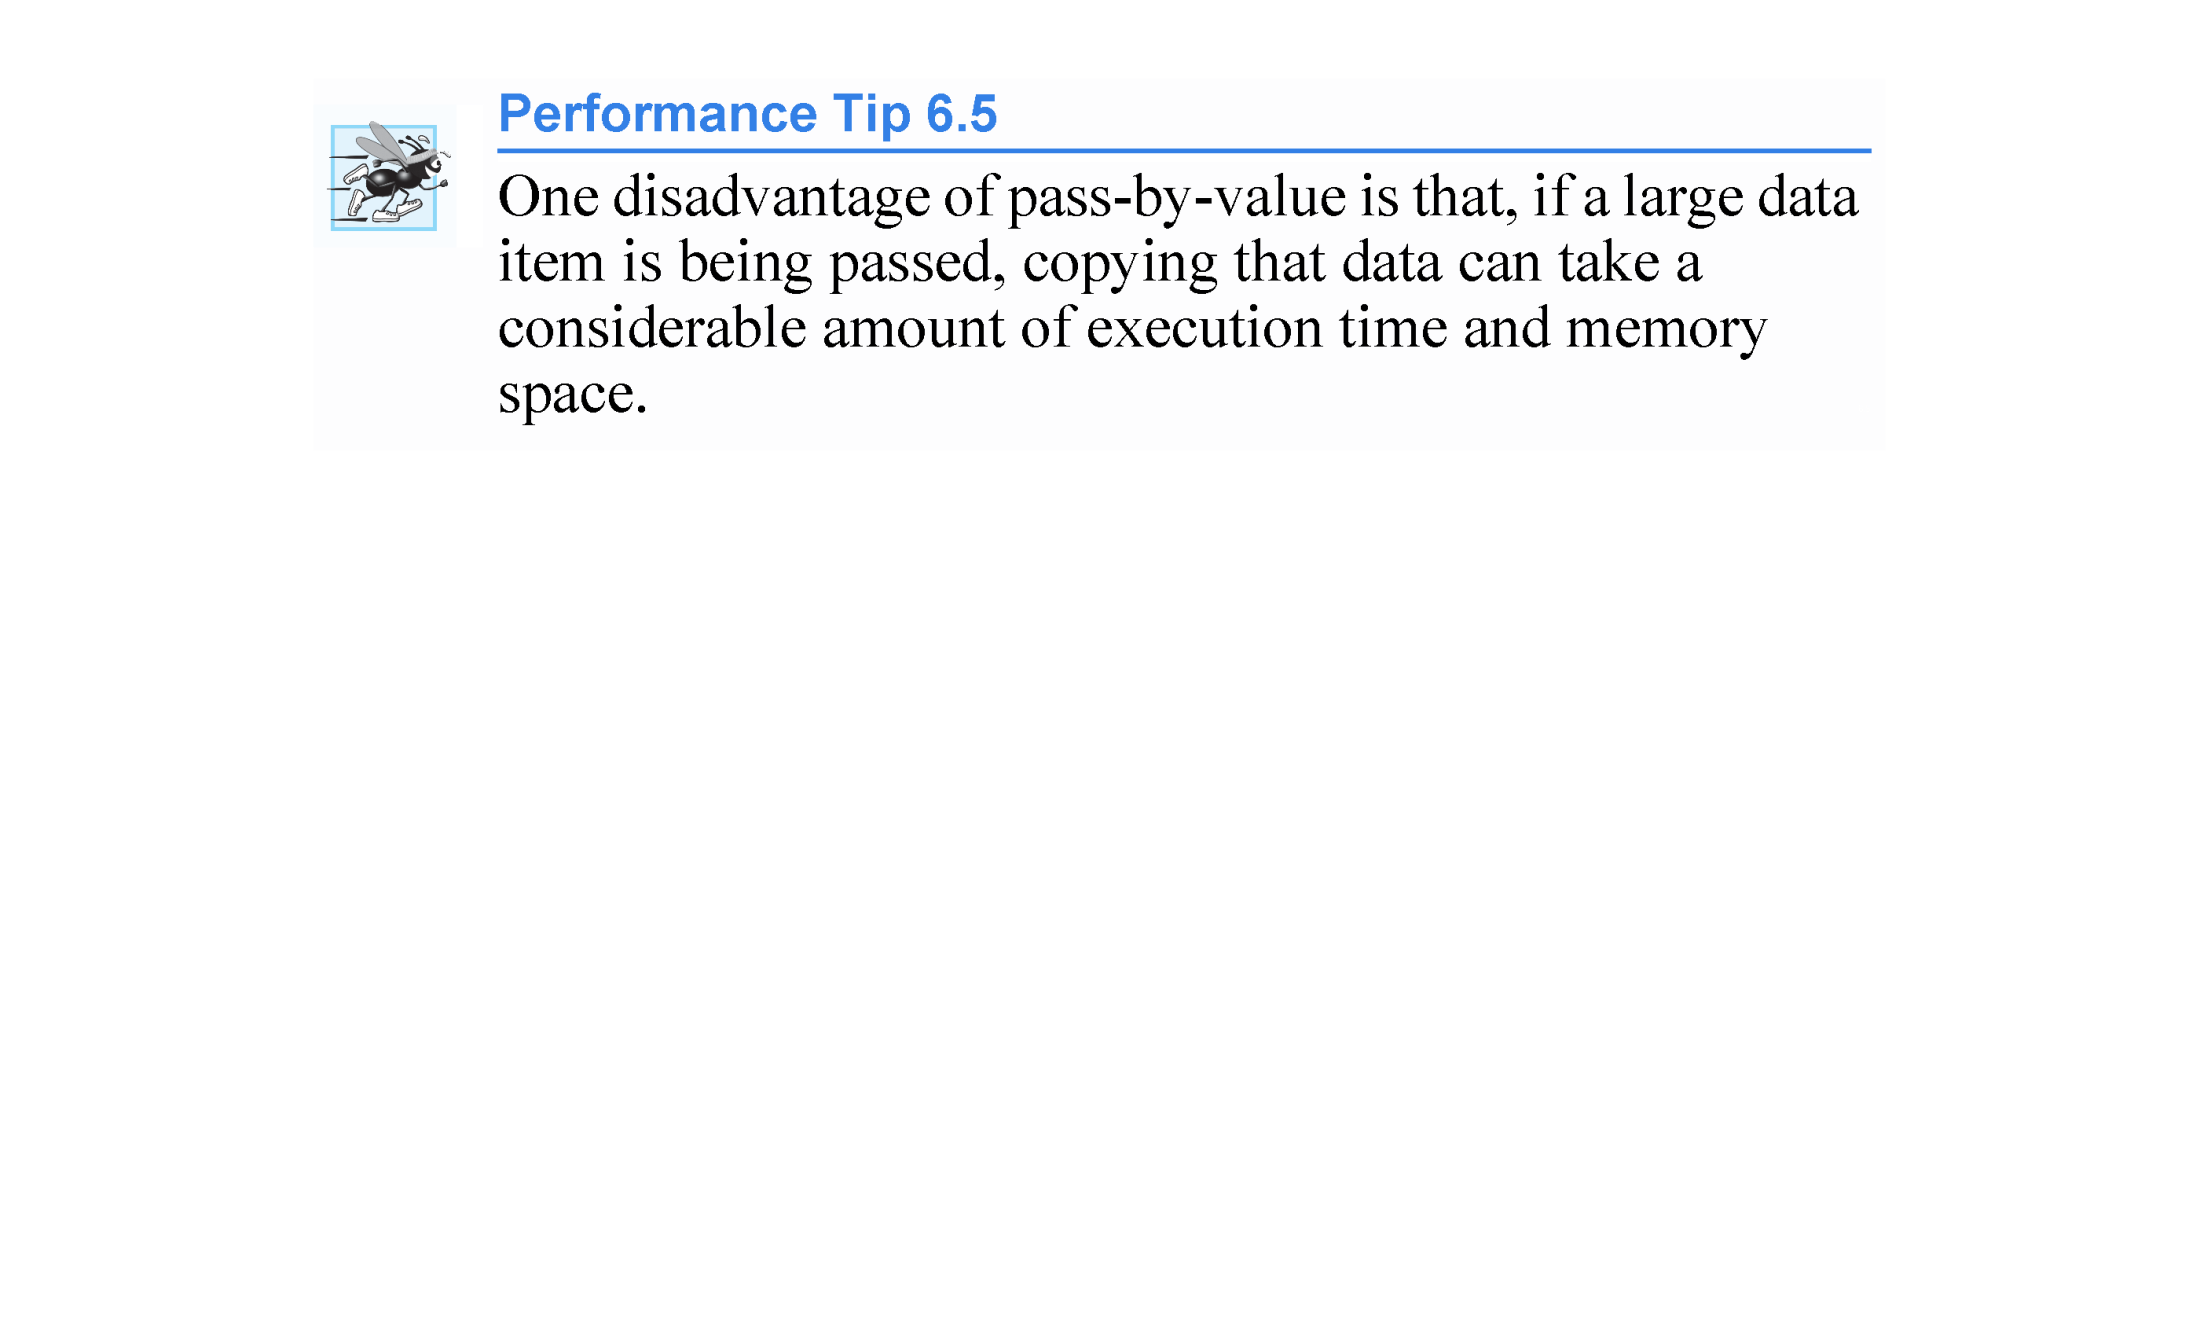 Performance Tip 6.5
One disadvantage of pass-by-value is that, if a large data
item is being passed, copying that data can take a
considerable amount of execution time and memory
space.